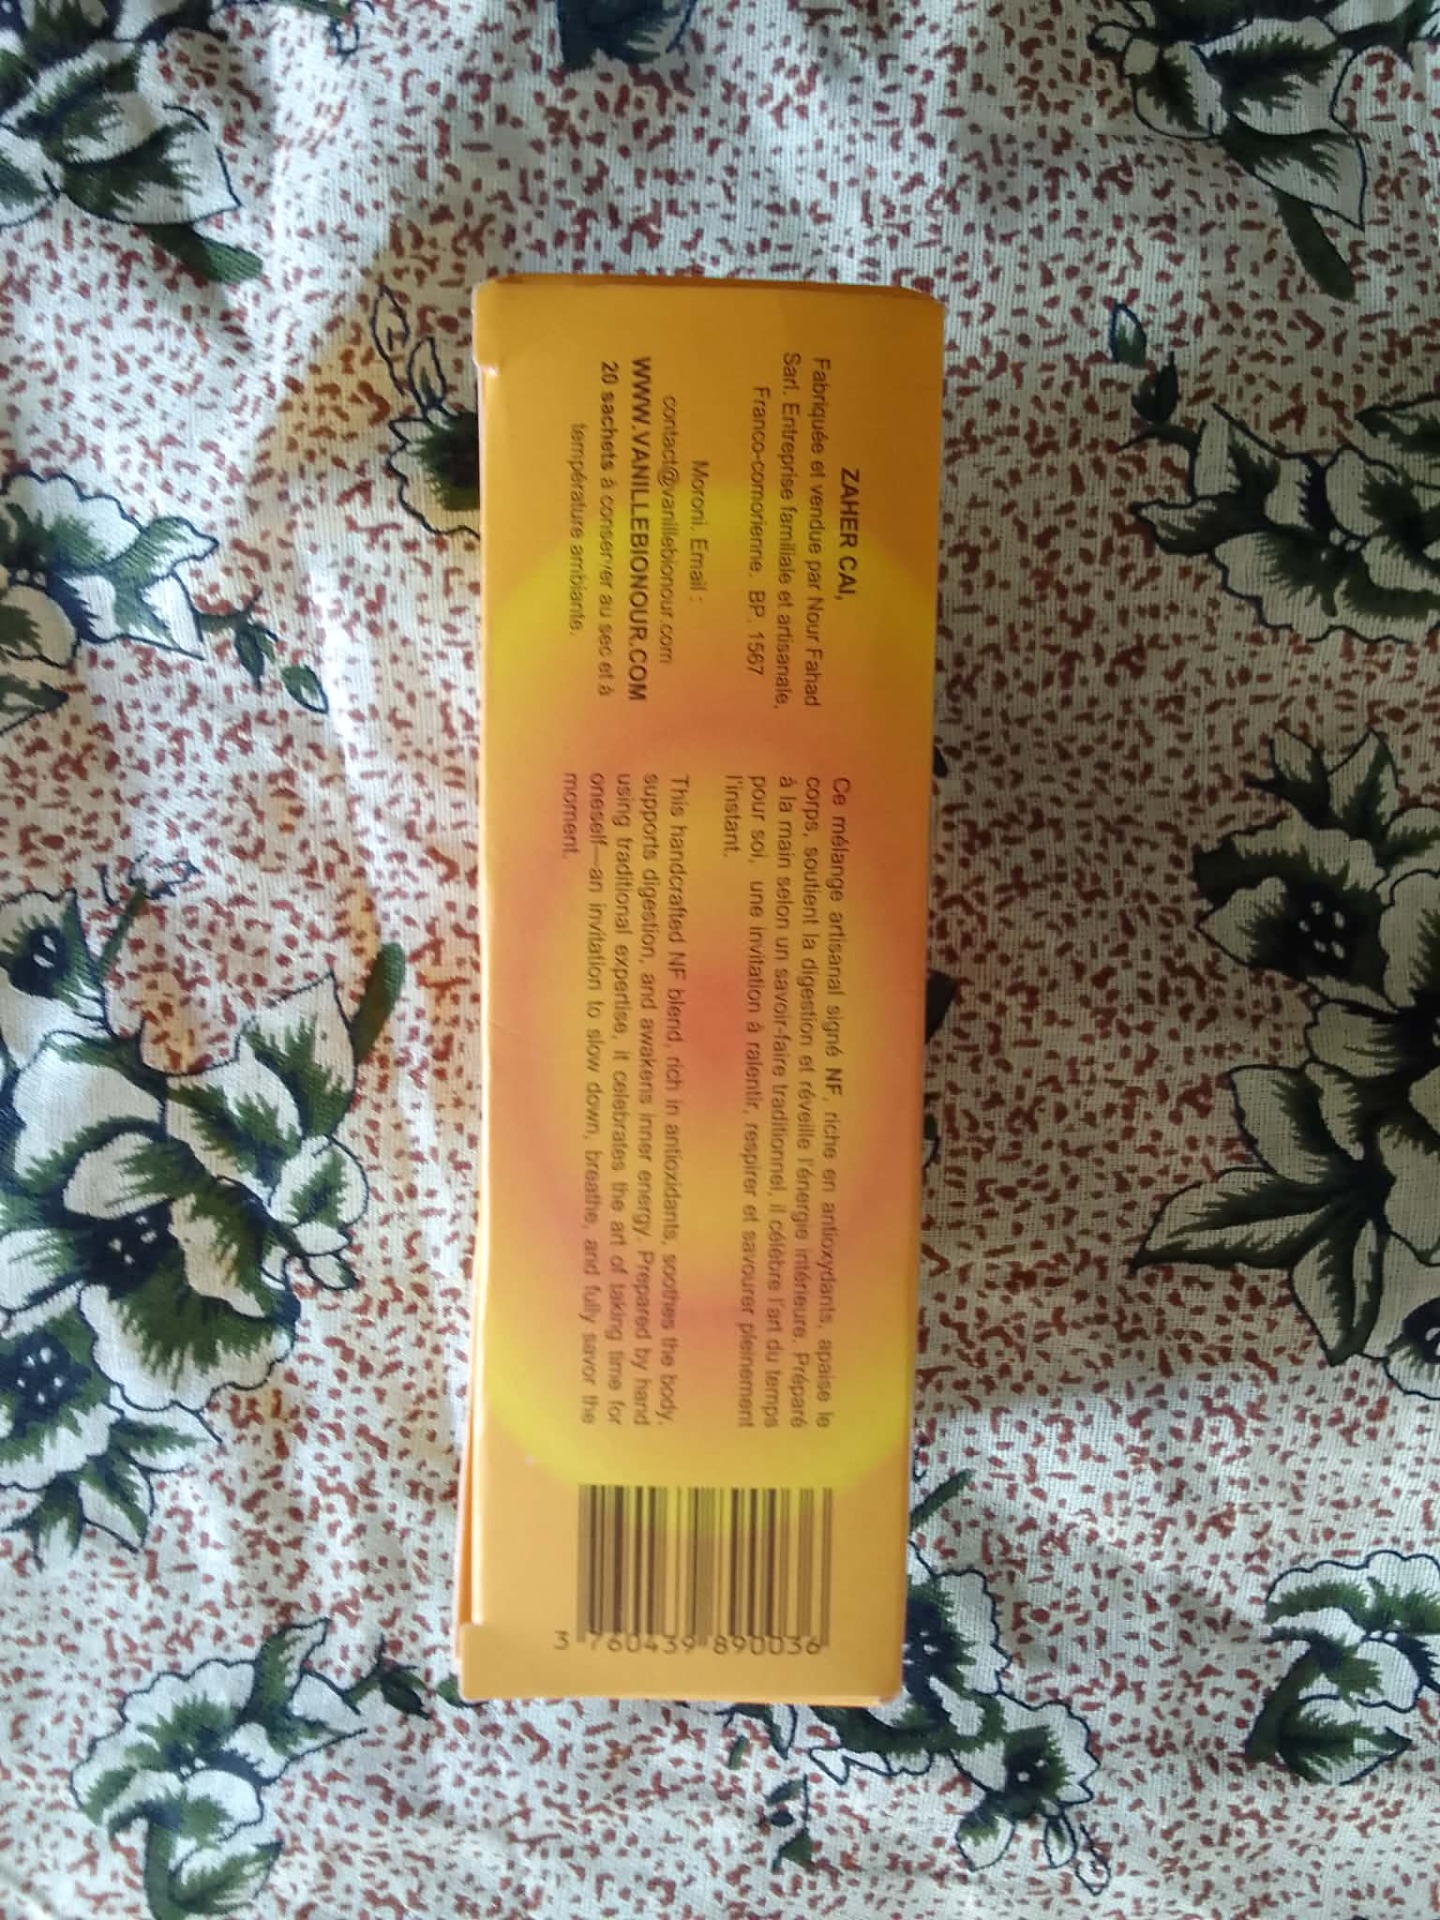 ZAHER CAI,
Fabriquée et vendue par Nour Fahad
Sarl. Entreprise familiale et artisanale,
Franco-comorienne. BP. 1567
Moroni. Email :
contact@vanillebionour.com
WWW.VANILLEBIONOUR.COM
20 sachets à conserver au sec et à
température ambiante.
Ce mélange artisanal signé NF, riche en antioxydants, apaise le
corps, soutient la digestion et réveille l'énergie intérieure. Préparé
à la main selon un savoir-faire traditionnel, il célèbre l'art du temps
pour soi, une invitation à ralentir, respirer et savourer pleinement
l'instant.
This handcrafted NF blend, rich in antioxidants, soothes the body,
supports digestion, and awakens inner energy. Prepared by hand
using traditional expertise, it celebrates the art of taking time for
oneself—an invitation to slow down, breathe, and fully savor the
moment.
3 760439 890036